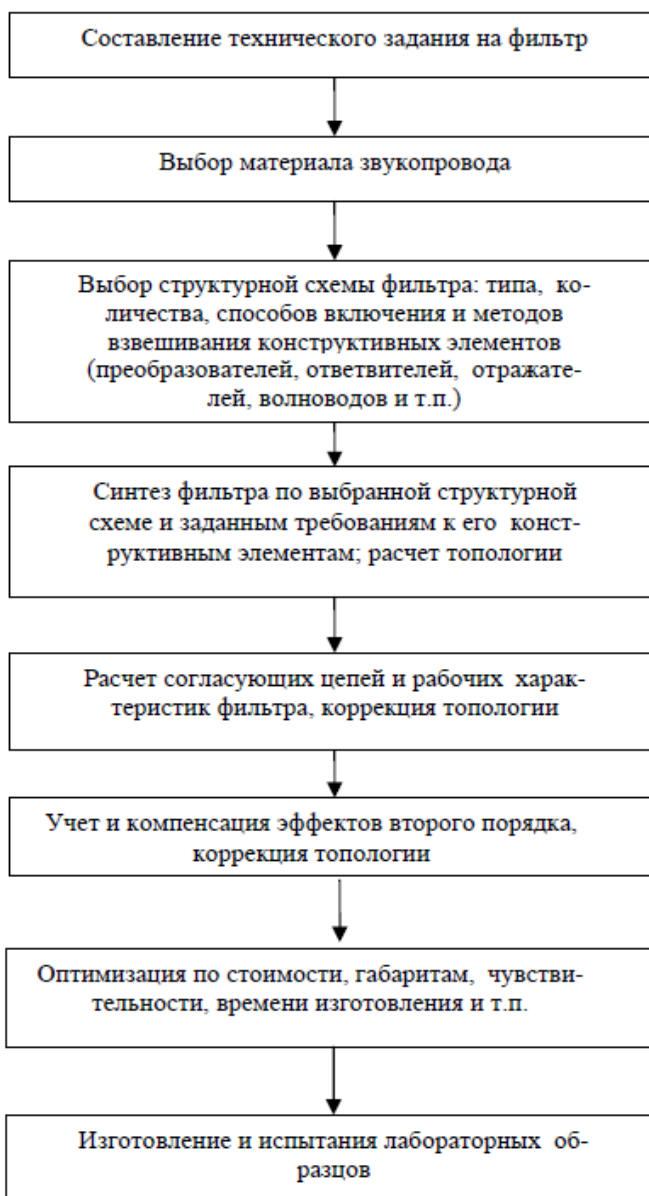 Составление технического задания на фильтр
Выбор материала звукопровода
Выбор структурной схемы фильтра: типа, ко-
личества, способов включения и методов
взвешивания конструктивных элементов
(преобразователей, ответвителей, отражате-
лей, волноводов и т.п.)
Синтез фильтра по выбранной структурной
схеме и заданным требованиям к его конст-
руктивным элементам; расчет топологии
Расчет согласующих цепей и рабочих харак-
теристик фильтра, коррекция топологии
Учет и компенсация эффектов второго порядка,
коррекция топологии
Оптимизация по стоимости, габаритам, чувстви-
тельности, времени изготовления и т.п.
Изготовление и испытания лабораторных об-
разцов